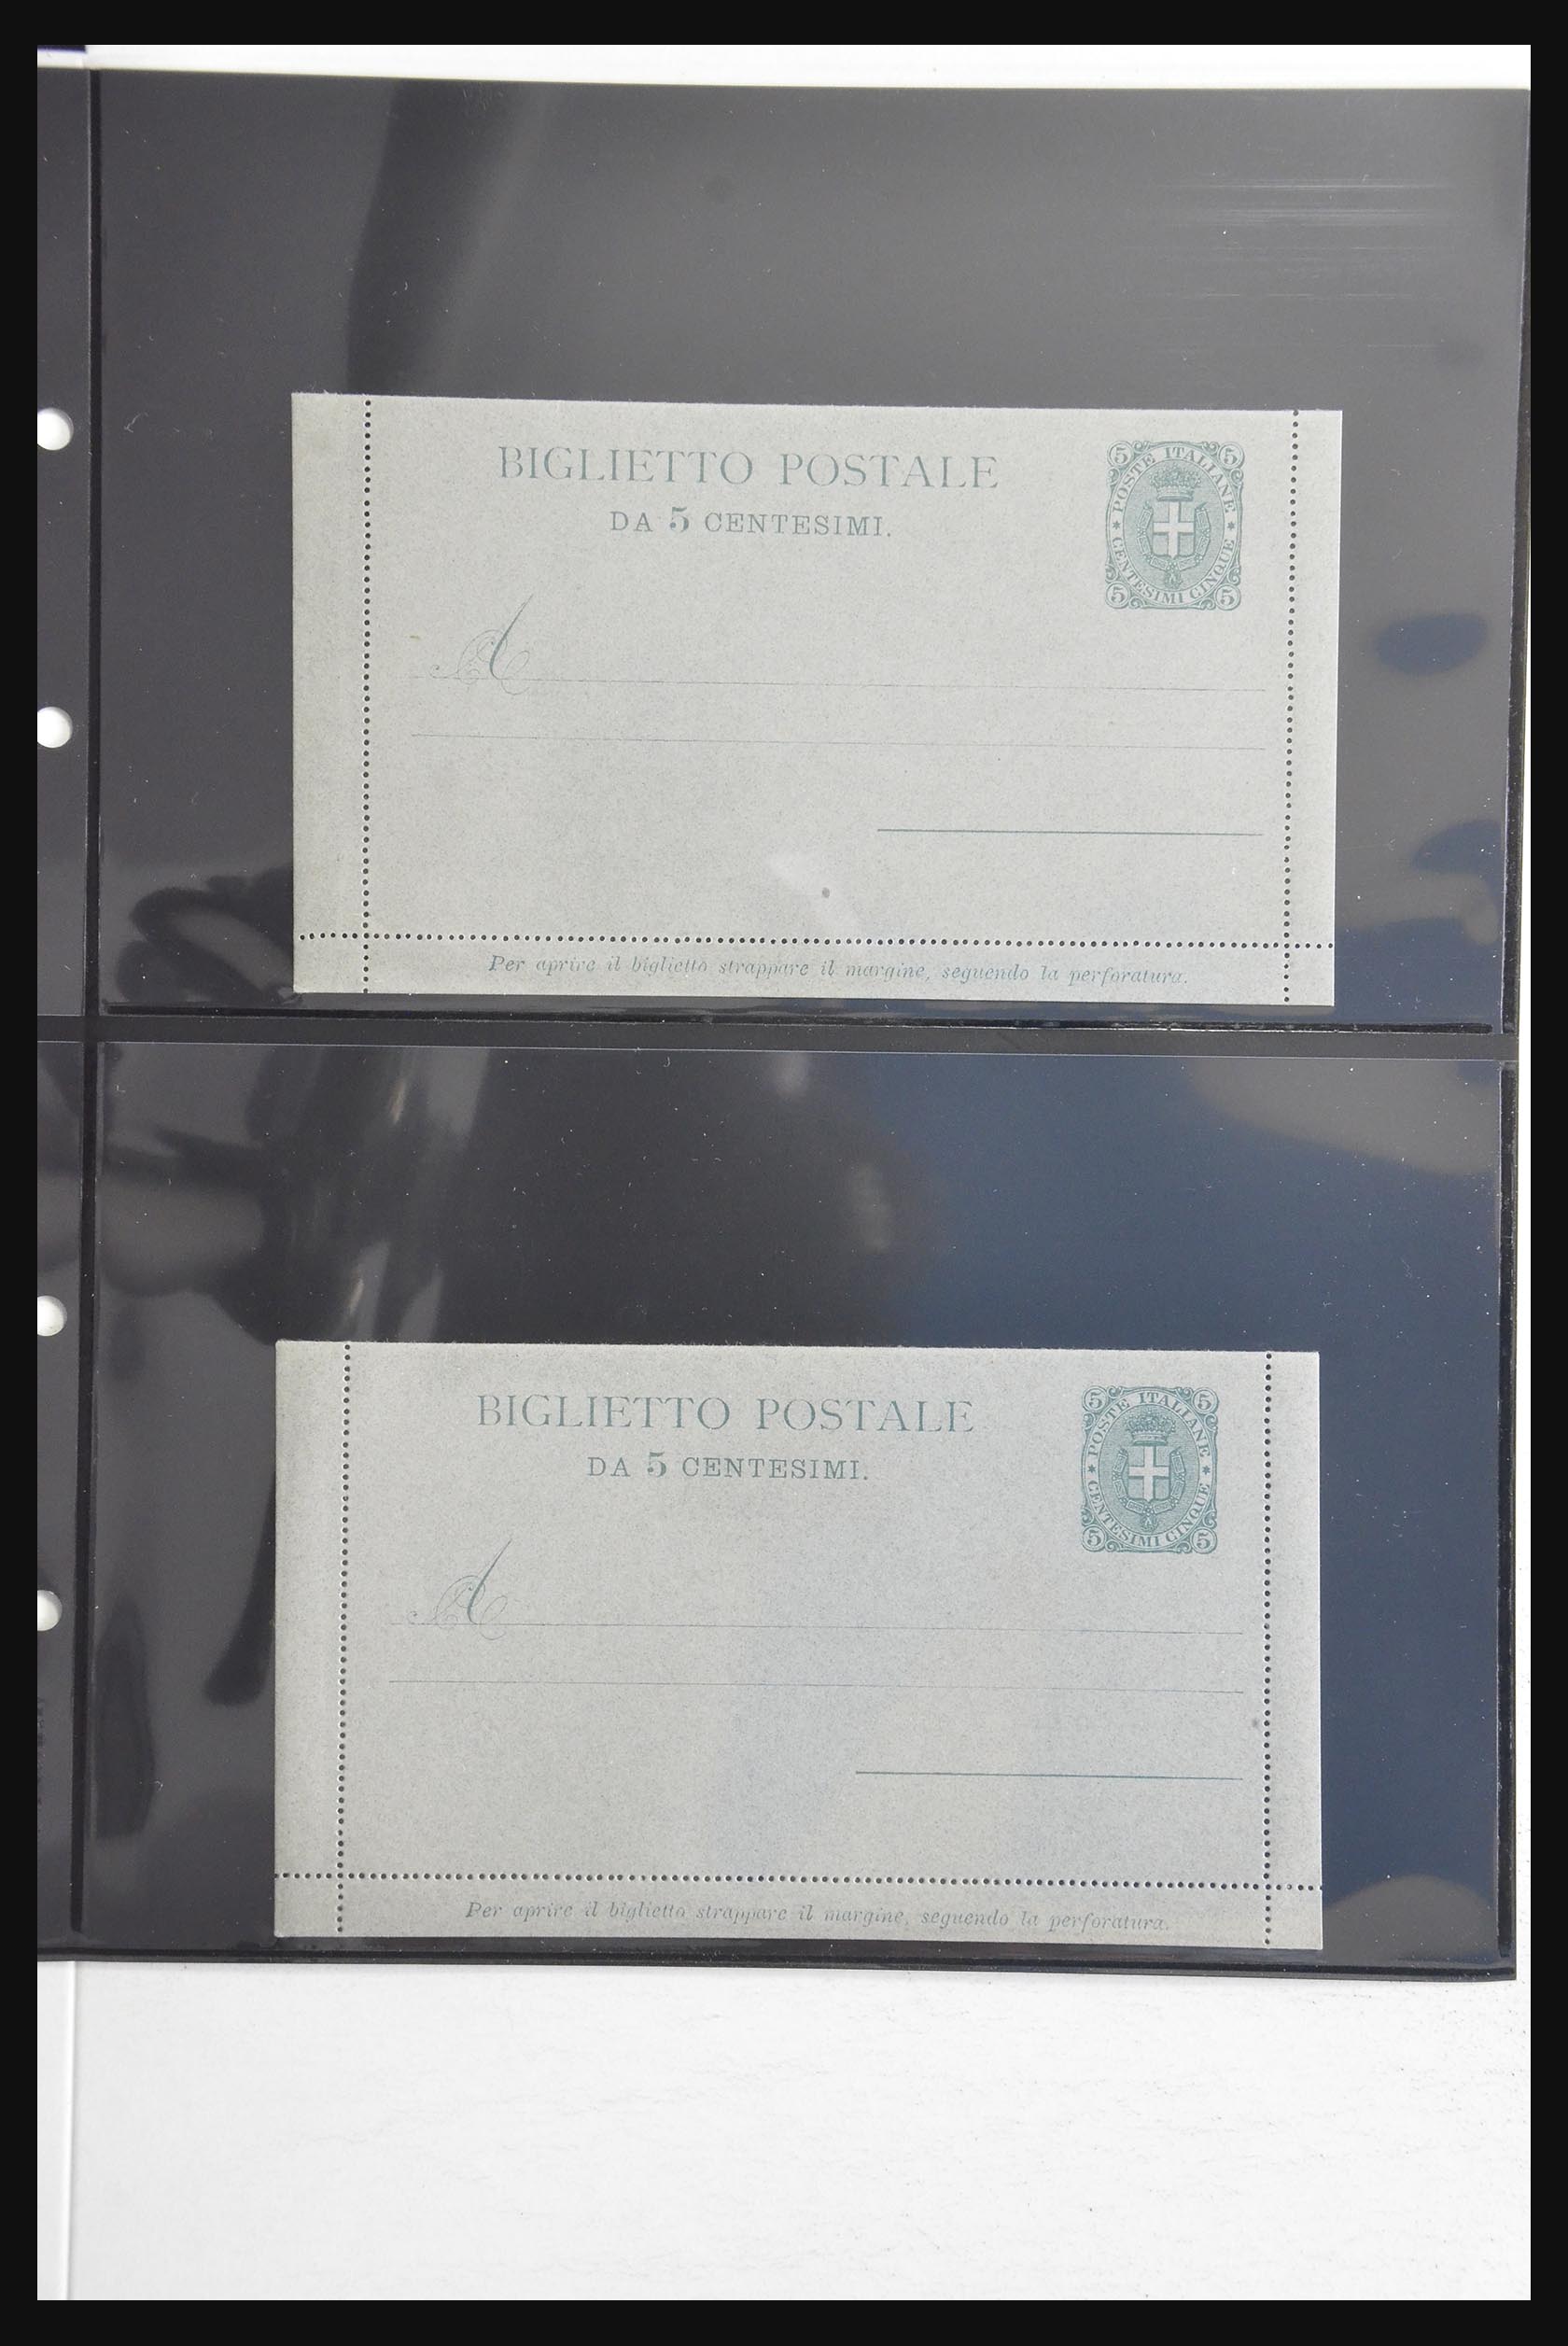 BIGLIETTO POSTALE
DA 5 CENTESIMI.
5 5
POSTE ITALIANE
CENTESIMI CINQUE
5 5
A
Per aprire il biglietto strappare il margine, seguendo la perforatura.
BIGLIETTO POSTALE
DA 5 CENTESIMI.
5 5
POSTE ITALIANE
CENTESIMI CINQUE
5 5
A
Per aprire il biglietto strappare il margine, seguendo la perforatura.